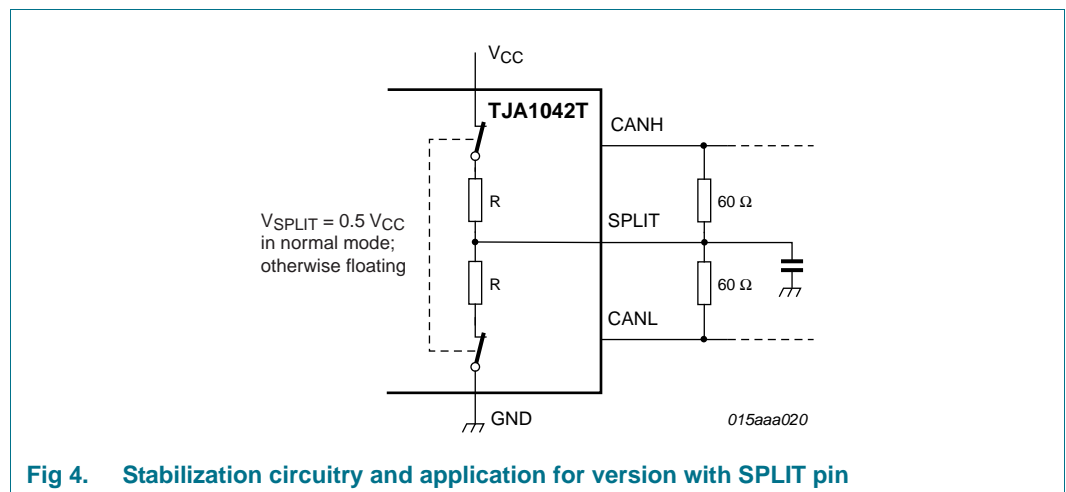 VCC
TJA1042T
CANH
R
60 Ω
VSPLIT = 0.5 VCC
in normal mode;
otherwise floating
SPLIT
R
60 Ω
CANL
GND
015aaa020
Fig 4. Stabilization circuitry and application for version with SPLIT pin